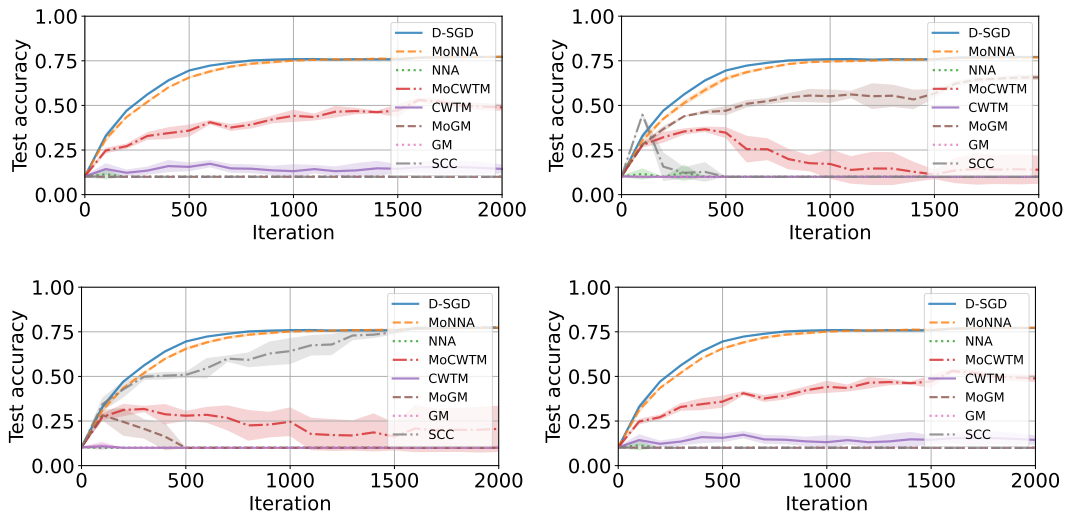 1.00
0.75
0.50
0.25
0.00
Test accuracy
0
500
1000
1500
2000
Iteration
D-SGD
MoNNA
NNA
MoCWTM
CWTM
MoGM
GM
SCC
1.00
0.75
0.50
0.25
0.00
Test accuracy
0
500
1000
1500
2000
Iteration
D-SGD
MoNNA
NNA
MoCWTM
CWTM
MoGM
GM
SCC
1.00
0.75
0.50
0.25
0.00
Test accuracy
0
500
1000
1500
2000
Iteration
D-SGD
MoNNA
NNA
MoCWTM
CWTM
MoGM
GM
SCC
1.00
0.75
0.50
0.25
0.00
Test accuracy
0
500
1000
1500
2000
Iteration
D-SGD
MoNNA
NNA
MoCWTM
CWTM
MoGM
GM
SCC